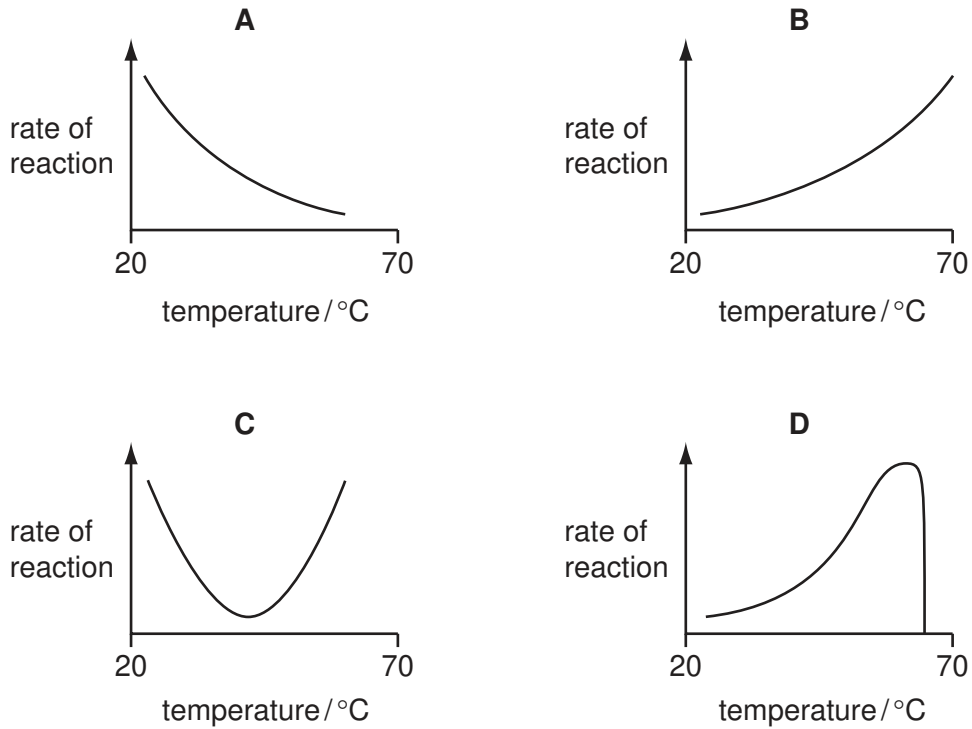 A
rate of
reaction
20 70
temperature / °C
B
rate of
reaction
20 70
temperature / °C
C
rate of
reaction
20 70
temperature / °C
D
rate of
reaction
20 70
temperature / °C